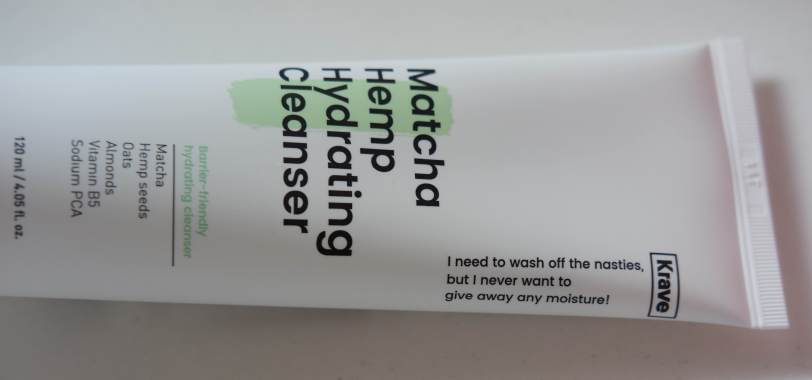 Krave
I need to wash off the nasties,
but I never want to
give away any moisture!
Matcha
Hemp
Hydrating
cleanser
Barrier-friendly
hydrating cleanser
Matcha
Hemp seeds
Oats
Almonds
Vitamin B5
Sodium PCA
120 ml / 4.05 fl. oz.